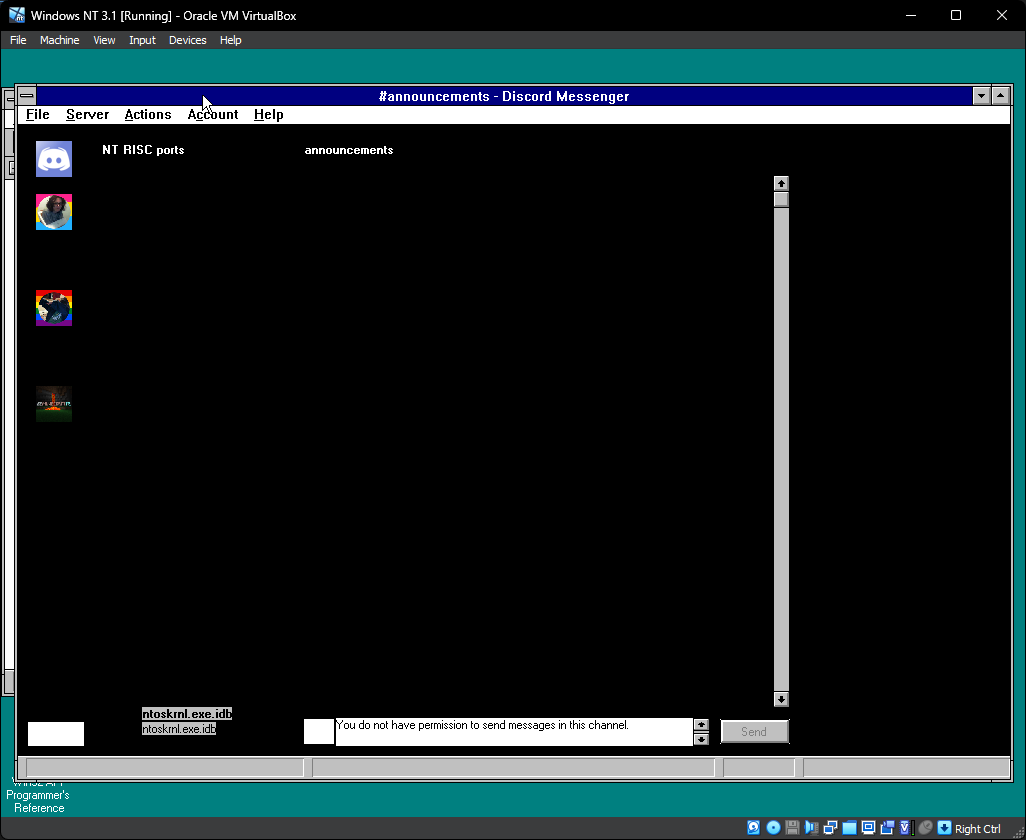 Windows NT 3.1 [Running] - Oracle VM VirtualBox
File Machine View Input Devices Help
#announcements - Discord Messenger
File Server Actions Account Help
NT RISC ports
announcements
ntoskrnl.exe.idb
ntoskrnl.exe.idb
You do not have permission to send messages in this channel.
Send
Win32 API
Programmer's
Reference
Right Ctrl